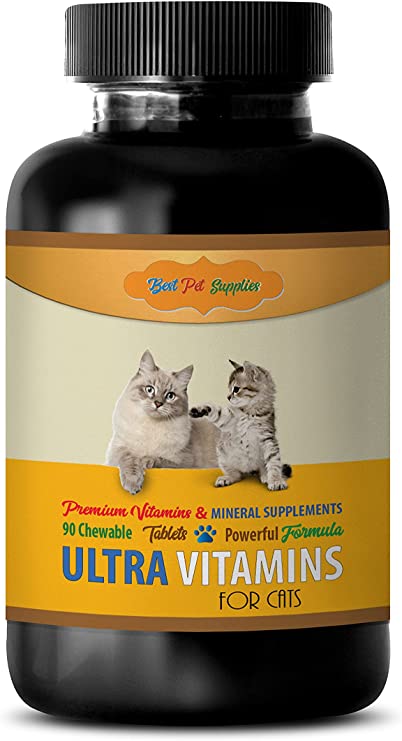 Best Pet Supplies
Premium Vitamins & MINERAL SUPPLEMENTS
90 Chewable Tablets Powerful Formula
ULTRA VITAMINS
FOR CATS